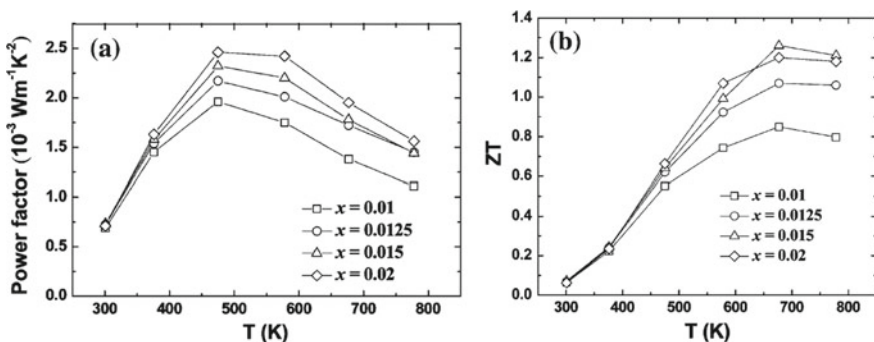 (a)
Power factor (10⁻³ Wm⁻¹K⁻²)
2.5
2.0
1.5
1.0
0.5
0.0
x = 0.01
x = 0.0125
x = 0.015
x = 0.02
300 400 500 600 700 800
T (K)
(b)
ZT
1.4
1.2
1.0
0.8
0.6
0.4
0.2
0.0
x = 0.01
x = 0.0125
x = 0.015
x = 0.02
300 400 500 600 700 800
T (K)